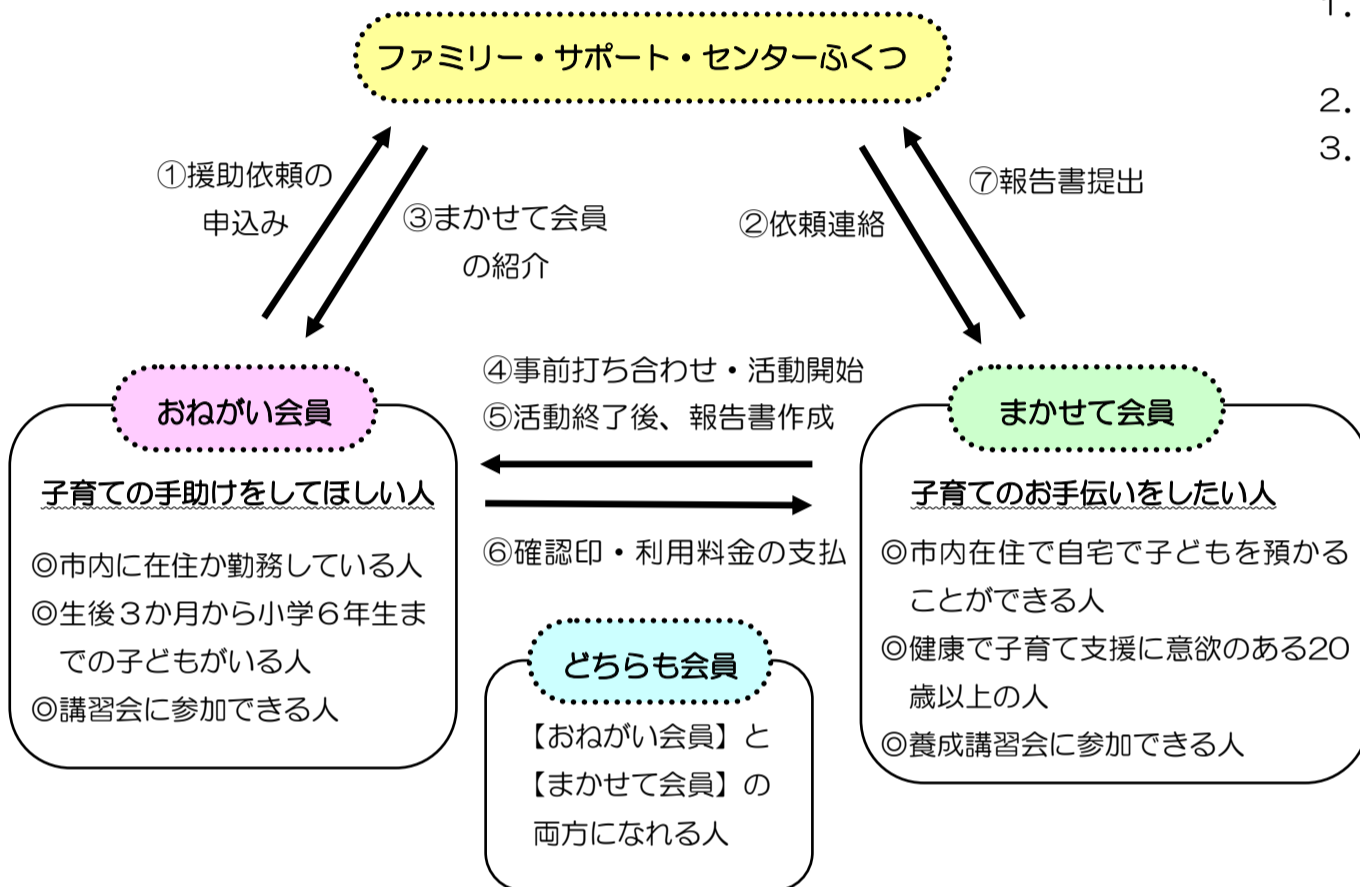 ファミリー・サポート・センターふくつ
①援助依頼の
申込み
③まかせて会員
の紹介
②依頼連絡
⑦報告書提出
1.
2.
3.
④事前打ち合わせ・活動開始
⑤活動終了後、報告書作成
⑥確認印・利用料金の支払
おねがい会員
子育ての手助けをしてほしい人
◎市内に在住か勤務している人
◎生後３か月から小学６年生ま
での子どもがいる人
◎講習会に参加できる人
まかせて会員
子育てのお手伝いをしたい人
◎市内在住で自宅で子どもを預かる
ことができる人
◎健康で子育て支援に意欲のある20
歳以上の人
◎養成講習会に参加できる人
どちらも会員
【おねがい会員】と
【まかせて会員】の
両方になれる人